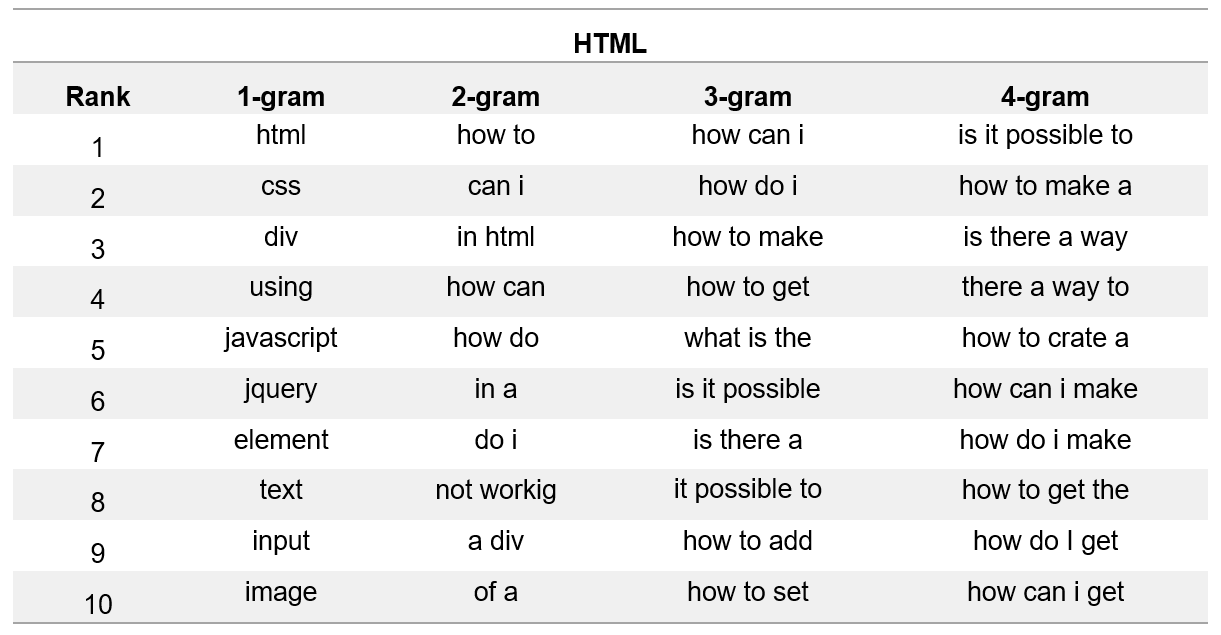 HTML
Rank 1-gram 2-gram 3-gram 4-gram
1 html how to how can i is it possible to
2 css can i how do i how to make a
3 div in html how to make is there a way
4 using how can how to get there a way to
5 javascript how do what is the how to crate a
6 jquery in a is it possible how can i make
7 element do i is there a how do i make
8 text not workig it possible to how to get the
9 input a div how to add how do I get
10 image of a how to set how can i get